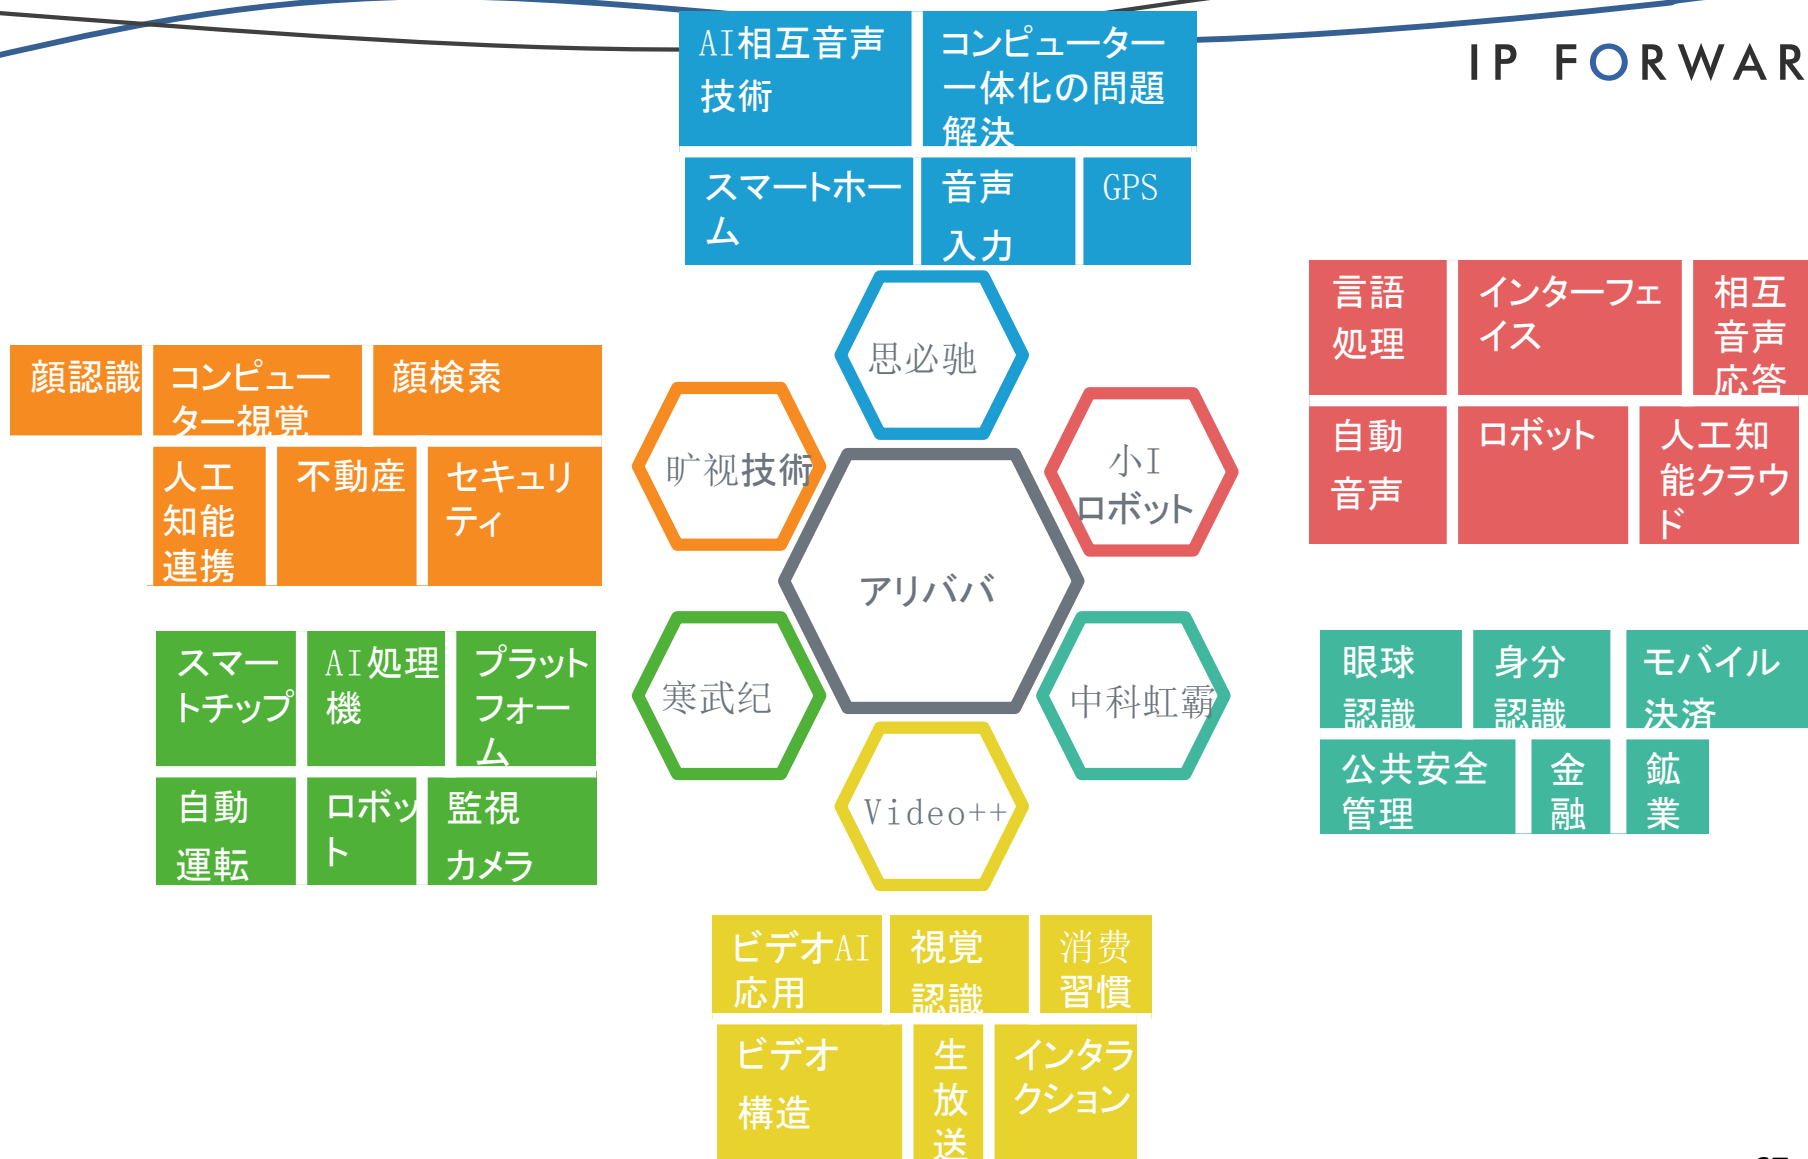 IP FORWAR
AI相互音声
技術
コンピューター
一体化の問題
解決
スマートホー
ム
音声
入力
GPS
思必驰
顔認識
コンピュー
ター視覚
顔検索
人工
知能
連携
不動産
セキュリ
ティ
旷视技術
小I
ロボット
言語
処理
インターフェ
イス
相互
音声
応答
自動
音声
ロボット
人工知
能クラウ
ド
アリババ
スマー
トチップ
AI処理
機
プラット
フォー
ム
自動
運転
ロボッ
ト
監視
カメラ
寒武纪
中科虹霸
眼球
認識
身分
認識
モバイル
決済
公共安全
管理
金
融
鉱
業
Video++
ビデオAI
応用
視覚
認識
消费
習慣
ビデオ
構造
生
放
送
インタラ
クション